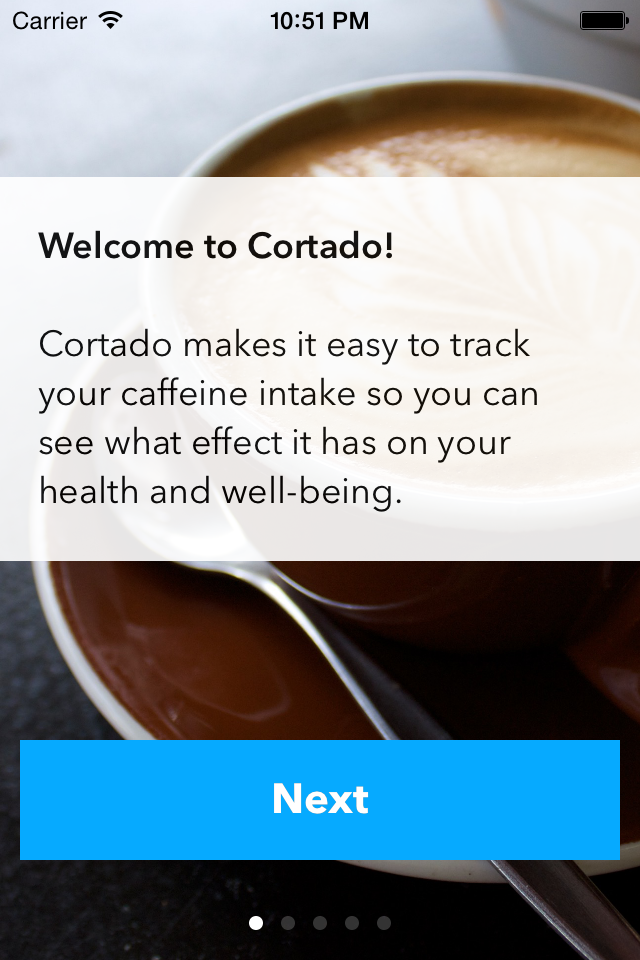 Carrier 10:51 PM
Welcome to Cortado!
Cortado makes it easy to track
your caffeine intake so you can
see what effect it has on your
health and well-being.
Next